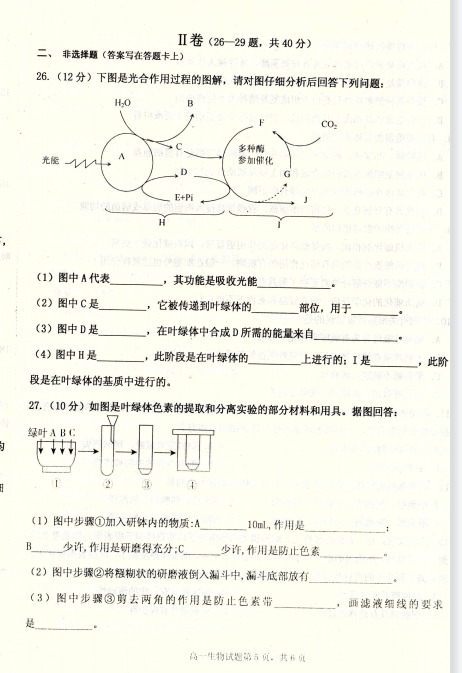 Ⅱ卷(26—29题，共40分)
二、 非选择题（答案写在答题卡上）
26.（12分）下图是光合作用过程的图解，请对图仔细分析后回答下列问题:
H₂O B
F CO₂
C 多种酶
光能 A 参加催化
D G
E+Pi J
H I
（1）图中A代表________，其功能是吸收光能________。
（2）图中C是________，它被传递到叶绿体的________部位，用于________。
（3）图中D是________，在叶绿体中合成D所需的能量来自________。
（4）图中H是________，此阶段是在叶绿体的________上进行的；I是________，此阶
段是在叶绿体的基质中进行的。
27.（10分）如图是叶绿体色素的提取和分离实验的部分材料和用具。据图回答:
绿叶 A B C
① ② ③ ④
(1) 图中步骤①加入研钵内的物质:A________10mL,作用是________;
B______少许,作用是研磨得充分;C______少许,作用是防止色素________。
(2) 图中步骤②将糨糊状的研磨液倒入漏斗中,漏斗底部放有________。
(3) 图中步骤③剪去两角的作用是防止色素带________，画滤液细线的要求
是________。
高一生物试题第5页，共6页